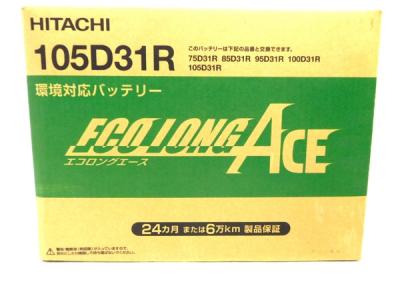 HITACHI
105D31R
このバッテリーは下記の品番と交換できます。
75D31R 85D31R 95D31R 100D31R
105D31R
環境対応バッテリー
ECO LONG ACE
エコロングエース
24カ月 または6万km 製品保証